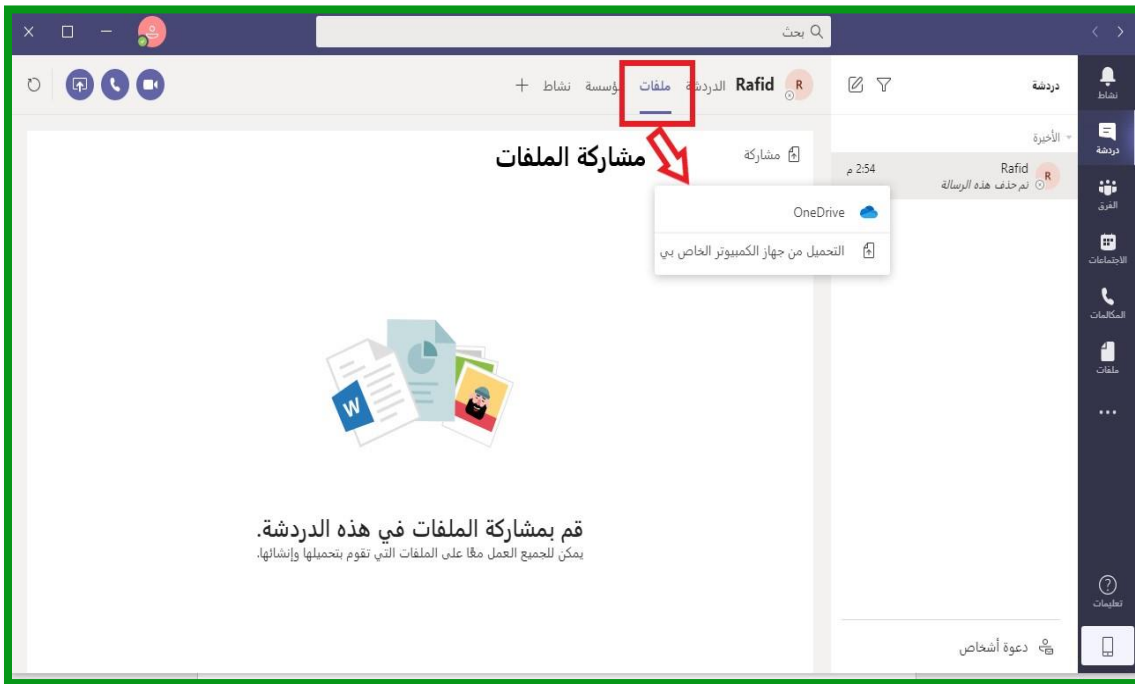 بحث
نشاط
دردشة
الفرق
الاجتماعات
المكالمات
ملفات
تعليمات
دردشة
الأخيرة
R
Rafid
2:54 م
تم حذف هذه الرسالة
دعوة أشخاص
R Rafid الدردشة ملفات ؤسسة نشاط +
مشاركة
مشاركة الملفات
OneDrive
التحميل من جهاز الكمبيوتر الخاص بي
W
قم بمشاركة الملفات في هذه الدردشة.
يمكن للجميع العمل معًا على الملفات التي تقوم بتحميلها وإنشائها.